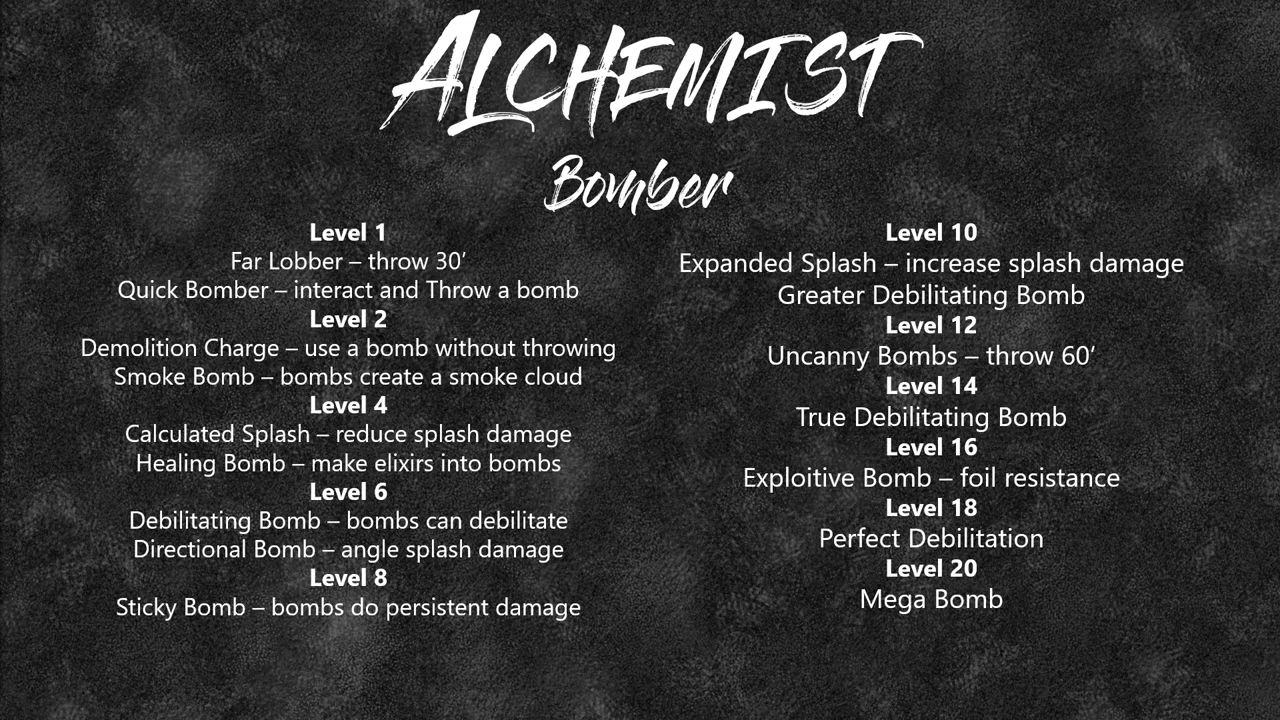 ALCHEMIST
Bomber
Level 1
Far Lobber – throw 30’
Quick Bomber – interact and Throw a bomb
Level 2
Demolition Charge – use a bomb without throwing
Smoke Bomb – bombs create a smoke cloud
Level 4
Calculated Splash – reduce splash damage
Healing Bomb – make elixirs into bombs
Level 6
Debilitating Bomb – bombs can debilitate
Directional Bomb – angle splash damage
Level 8
Sticky Bomb – bombs do persistent damage
Level 10
Expanded Splash – increase splash damage
Greater Debilitating Bomb
Level 12
Uncanny Bombs – throw 60’
Level 14
True Debilitating Bomb
Level 16
Exploitive Bomb – foil resistance
Level 18
Perfect Debilitation
Level 20
Mega Bomb